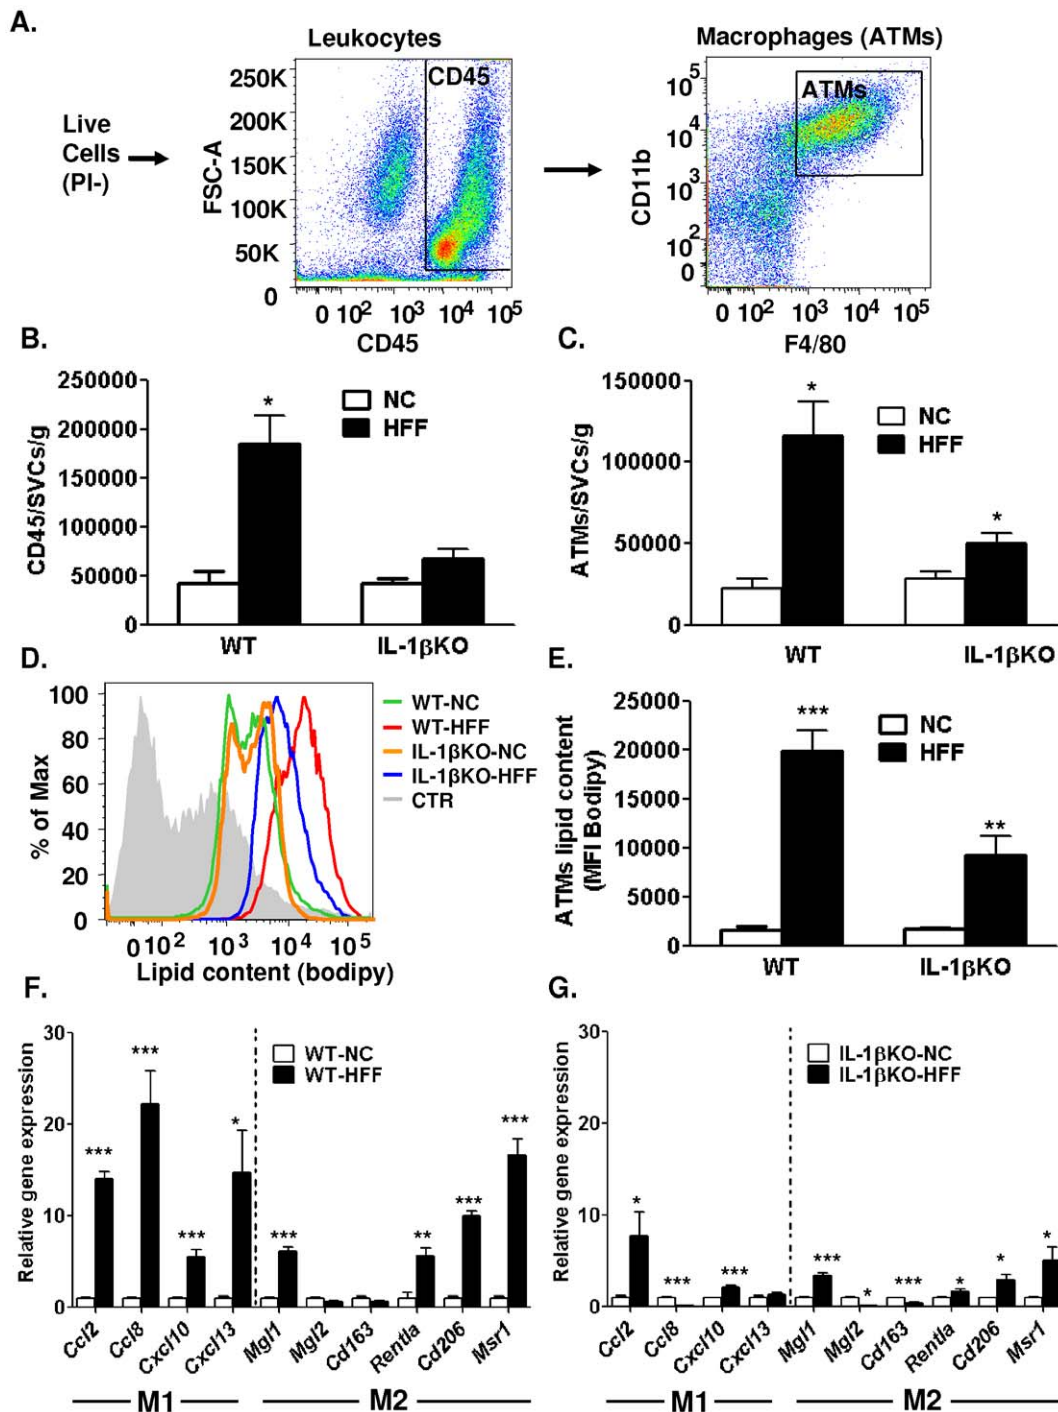 A.
Leukocytes
Macrophages (ATMs)
Live
Cells
(PI-)
FSC-A
250K
200K
150K
100K
50K
0
CD45
0 10² 10³ 10⁴ 10⁵
CD45
CD11b
10⁵
10⁴
10³
10²
0
ATMs
0 10² 10³ 10⁴ 10⁵
F4/80
B.
CD45/SVCs/g
250000
200000
150000
100000
50000
0
*
NC
HFF
WT
IL-1βKO
C.
ATMs/SVCs/g
150000
100000
50000
0
*
*
NC
HFF
WT
IL-1βKO
D.
% of Max
100
80
60
40
20
0
0 10² 10³ 10⁴ 10⁵
Lipid content (bodipy)
WT-NC
WT-HFF
IL-1βKO-NC
IL-1βKO-HFF
CTR
E.
ATMs lipid content
(MFI Bodipy)
25000
20000
15000
10000
5000
0
***
**
NC
HFF
WT
IL-1βKO
F.
Relative gene expression
30
20
10
0
WT-NC
WT-HFF
*** *** *** * *** ** *** ***
Ccl2 Ccl8 Cxcl10 Cxcl13 Mgl1 Mgl2 Cd163 Rentla Cd206 Msr1
M1 M2
G.
Relative gene expression
30
20
10
0
IL-1βKO-NC
IL-1βKO-HFF
* *** *** *** * *** * * *
Ccl2 Ccl8 Cxcl10 Cxcl13 Mgl1 Mgl2 Cd163 Rentla Cd206 Msr1
M1 M2